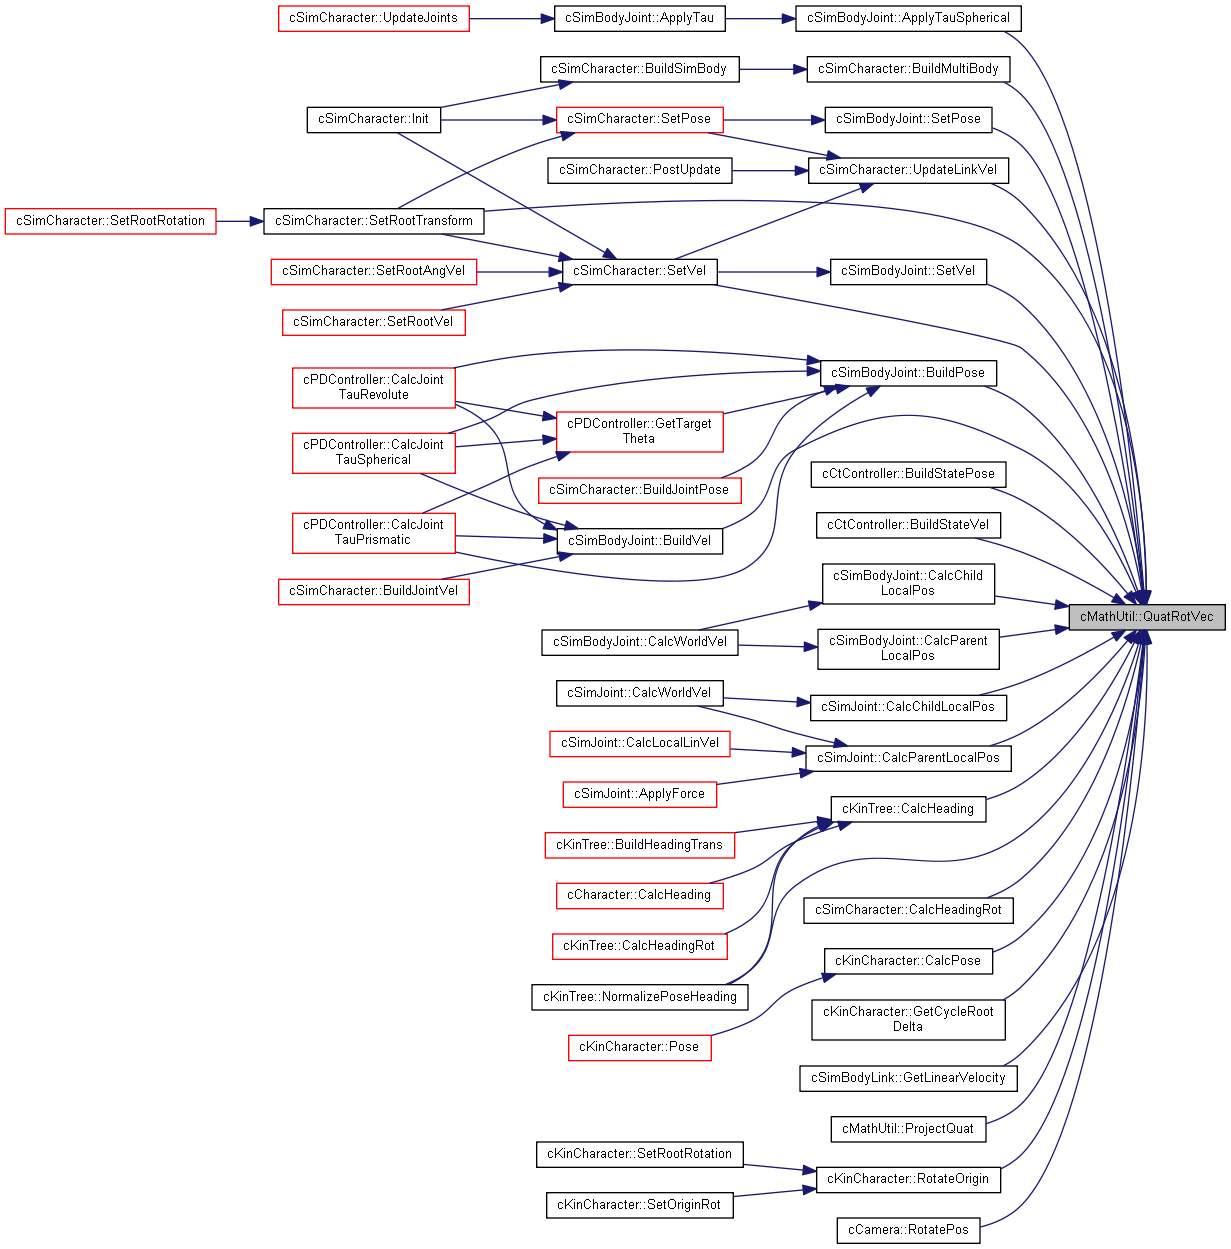 cSimCharacter::UpdateJoints
cSimBodyJoint::ApplyTau
cSimBodyJoint::ApplyTauSpherical
cSimCharacter::BuildSimBody
cSimCharacter::BuildMultiBody
cSimCharacter::Init
cSimCharacter::SetPose
cSimBodyJoint::SetPose
cSimCharacter::PostUpdate
cSimCharacter::UpdateLinkVel
cSimCharacter::SetRootRotation
cSimCharacter::SetRootTransform
cSimCharacter::SetRootAngVel
cSimCharacter::SetVel
cSimBodyJoint::SetVel
cSimCharacter::SetRootVel
cPDController::CalcJoint
TauRevolute
cSimBodyJoint::BuildPose
cPDController::GetTarget
Theta
cPDController::CalcJoint
TauSpherical
cCtController::BuildStatePose
cSimCharacter::BuildJointPose
cPDController::CalcJoint
TauPrismatic
cCtController::BuildStateVel
cSimBodyJoint::BuildVel
cSimCharacter::BuildJointVel
cSimBodyJoint::CalcChild
LocalPos
cMathUtil::QuatRotVec
cSimBodyJoint::CalcWorldVel
cSimBodyJoint::CalcParent
LocalPos
cSimJoint::CalcWorldVel
cSimJoint::CalcChildLocalPos
cSimJoint::CalcLocalLinVel
cSimJoint::CalcParentLocalPos
cSimJoint::ApplyForce
cKinTree::CalcHeading
cKinTree::BuildHeadingTrans
cCharacter::CalcHeading
cSimCharacter::CalcHeadingRot
cKinTree::CalcHeadingRot
cKinCharacter::CalcPose
cKinTree::NormalizePoseHeading
cKinCharacter::GetCycleRoot
Delta
cKinCharacter::Pose
cSimBodyLink::GetLinearVelocity
cMathUtil::ProjectQuat
cKinCharacter::SetRootRotation
cKinCharacter::RotateOrigin
cKinCharacter::SetOriginRot
cCamera::RotatePos